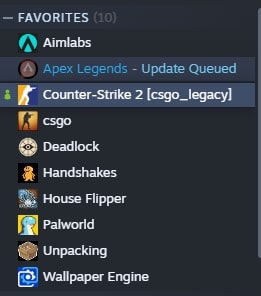 — FAVORITES (10)
Aimlabs
Apex Legends - Update Queued
Counter-Strike 2 [csgo_legacy]
csgo
Deadlock
Handshakes
House Flipper
Palworld
Unpacking
Wallpaper Engine